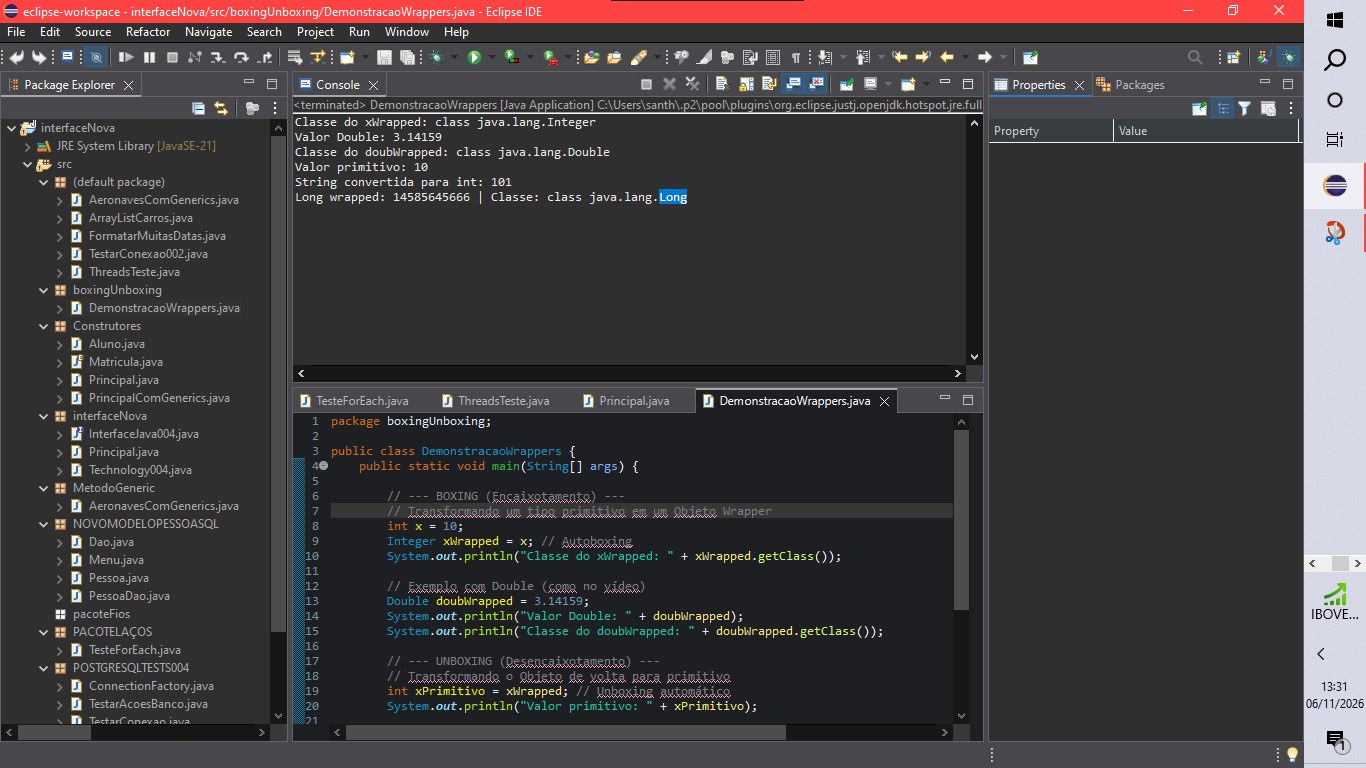 eclipse-workspace - interfaceNova/src/boxingUnboxing/DemonstracaoWrappers.java - Eclipse IDE
File Edit Source Refactor Navigate Search Project Run Window Help
Package Explorer
interfaceNova
JRE System Library [JavaSE-21]
src
(default package)
AeronavesComGenerics.java
ArrayListCarros.java
FormatarMuitasDatas.java
TestarConexao002.java
ThreadsTeste.java
boxingUnboxing
DemonstracaoWrappers.java
Construtores
Aluno.java
Matricula.java
Principal.java
PrincipalComGenerics.java
interfaceNova
InterfaceJava004.java
Principal.java
Technology004.java
MetodoGeneric
AeronavesComGenerics.java
NOVOMODELOPESSOASQL
Dao.java
Menu.java
Pessoa.java
PessoaDao.java
pacoteFios
PACOTELAÇOS
TesteForEach.java
POSTGRESQLTESTS004
ConnectionFactory.java
TestarAcoesBanco.java
TestarConexao.java
Console
<terminated> DemonstracaoWrappers [Java Application] C:\Users\santh\.p2\pool\plugins\org.eclipse.justj.openjdk.hotspot.jre.full
Classe do xWrapped: class java.lang.Integer
Valor Double: 3.14159
Classe do doubWrapped: class java.lang.Double
Valor primitivo: 10
String convertida para int: 101
Long wrapped: 14585645666 | Classe: class java.lang.Long
TesteForEach.java ThreadsTeste.java Principal.java DemonstracaoWrappers.java
1 package boxingUnboxing;
2
3 public class DemonstracaoWrappers {
4 public static void main(String[] args) {
5
6 // --- BOXING (Encaixotamento) ---
7 // Transformando um tipo primitivo em um Objeto Wrapper
8 int x = 10;
9 Integer xWrapped = x; // Autoboxing
10 System.out.println("Classe do xWrapped: " + xWrapped.getClass());
11
12 // Exemplo com Double (como no vídeo)
13 Double doubWrapped = 3.14159;
14 System.out.println("Valor Double: " + doubWrapped);
15 System.out.println("Classe do doubWrapped: " + doubWrapped.getClass());
16
17 // --- UNBOXING (Desencaixotamento) ---
18 // Transformando o Objeto de volta para primitivo
19 int xPrimitivo = xWrapped; // Unboxing automático
20 System.out.println("Valor primitivo: " + xPrimitivo);
21
Properties Packages
Property Value
IBOVE...
13:31
06/11/2026
1